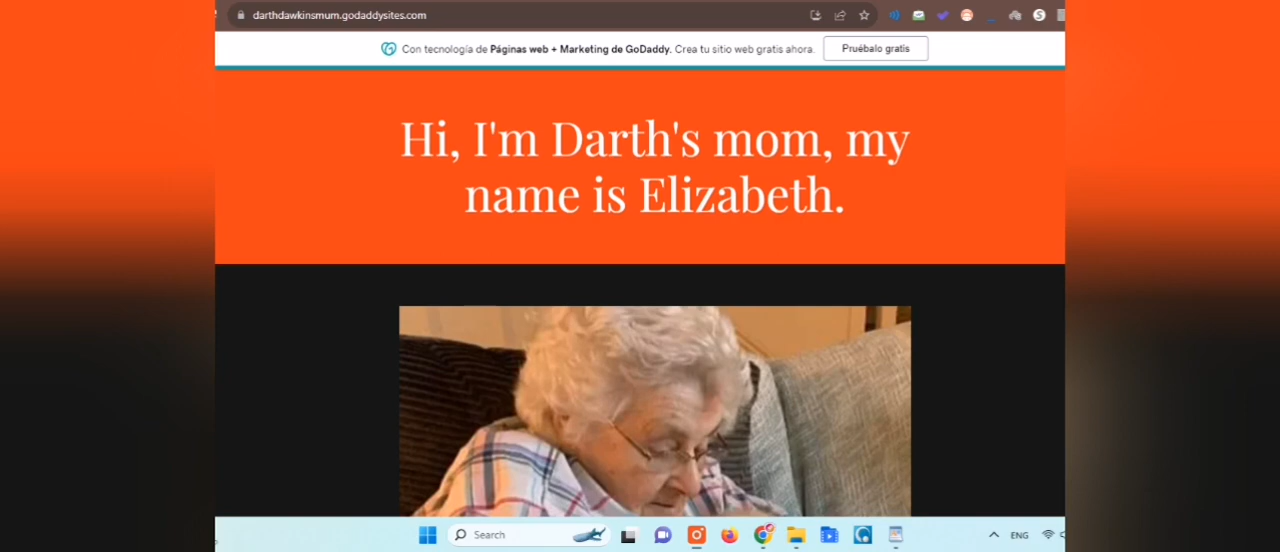 darthdawkinsmum.godaddysites.com
Con tecnología de Páginas web + Marketing de GoDaddy. Crea tu sitio web gratis ahora. Pruébalo gratis
Hi, I'm Darth's mom, my
name is Elizabeth.
Search
ENG